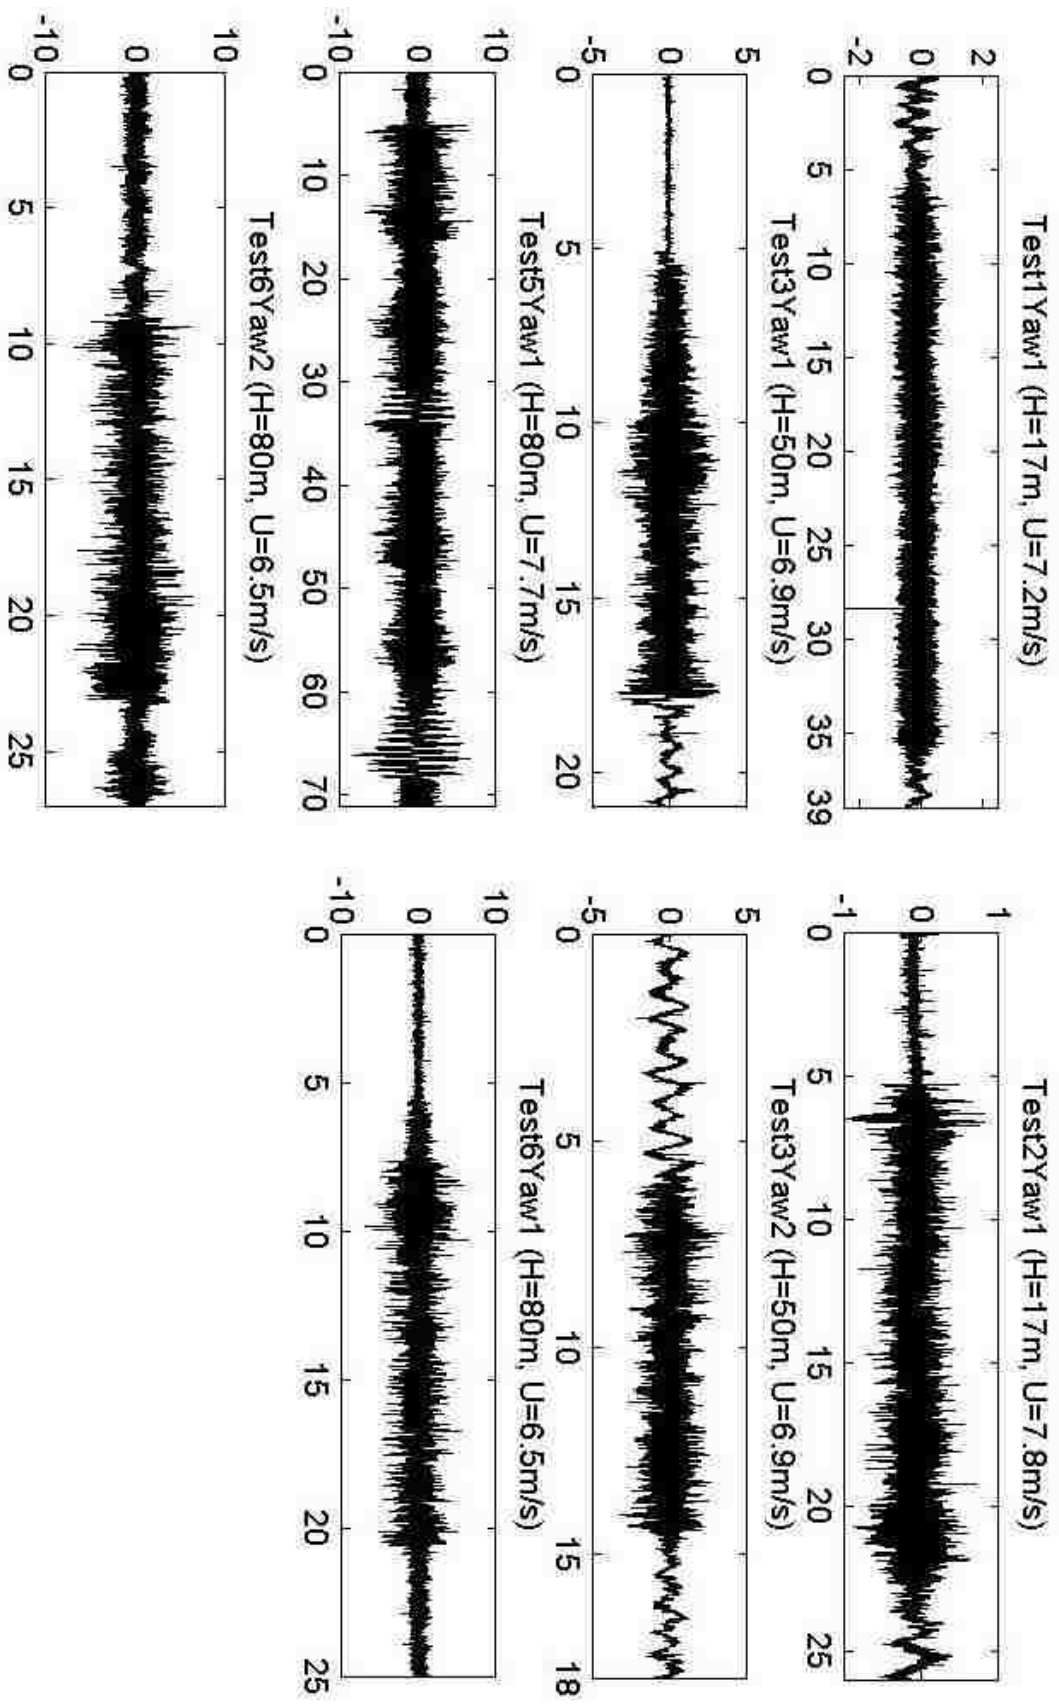 Test1Yaw1 (H=17m, U=7.2m/s)
2
0
-2
0 5 10 15 20 25 30 35 39
Test2Yaw1 (H=17m, U=7.8m/s)
1
0
-1
0 5 10 15 20 25
Test3Yaw1 (H=50m, U=6.9m/s)
5
0
-5
0 5 10 15 20
Test3Yaw2 (H=50m, U=6.9m/s)
5
0
-5
0 5 10 15 18
Test5Yaw1 (H=80m, U=7.7m/s)
10
0
-10
0 10 20 30 40 50 60 70
Test6Yaw1 (H=80m, U=6.5m/s)
10
0
-10
0 5 10 15 20 25
Test6Yaw2 (H=80m, U=6.5m/s)
10
0
-10
0 5 10 15 20 25